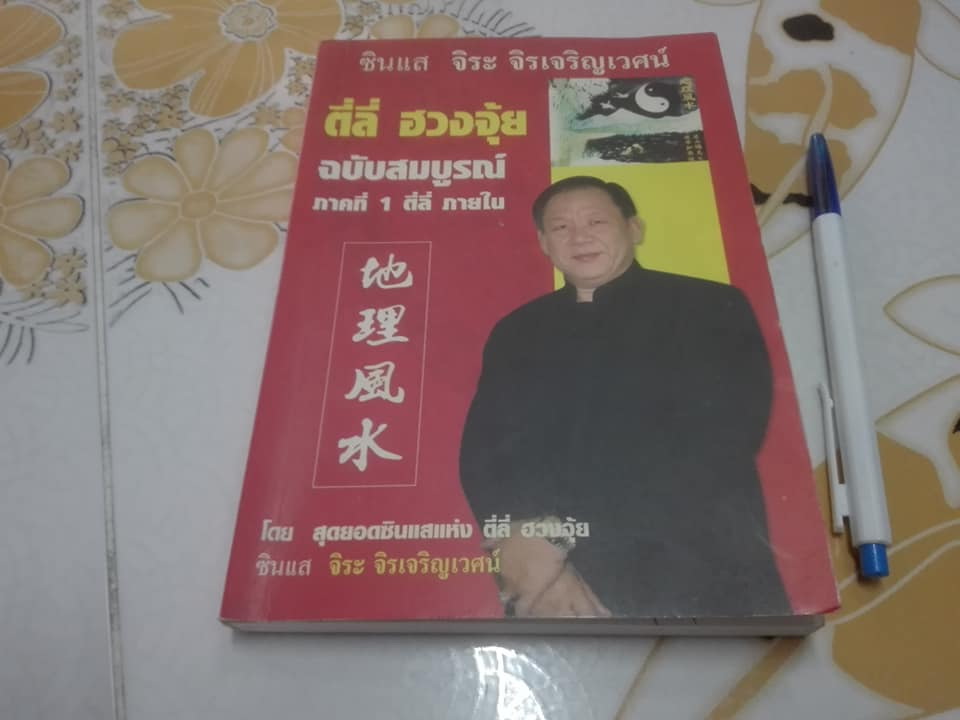 ซินแส จิระ จิรเจริญเวศน์
ตี่ลี่ ฮวงจุ้ย
ฉบับสมบูรณ์
ภาคที่ 1 ตี่ลี่ ภายใน
地理風水
โดย สุดยอดซินแสแห่ง ตี่ลี่ ฮวงจุ้ย
ซินแส จิระ จิรเจริญเวศน์